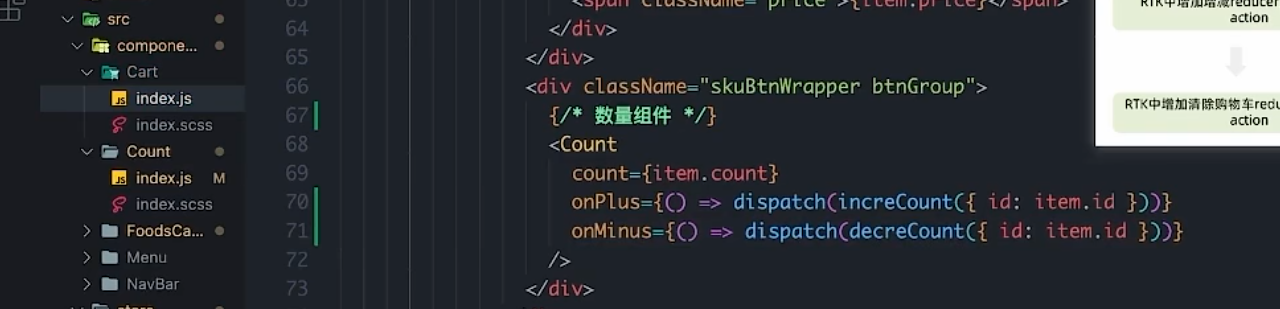 src
compone...
Cart
index.js
index.scss
Count
index.js M
index.scss
FoodsCa...
Menu
NavBar
63 <span className="price">{item.price}</span>
64 </div>
65 </div>
66 <div className="skuBtnWrapper btnGroup">
67 {/* 数量组件 */}
68 <Count
69 count={item.count}
70 onPlus={() => dispatch(increCount({ id: item.id }))}
71 onMinus={() => dispatch(decreCount({ id: item.id }))}
72 />
73 </div>
RTK中增加增减reducer
action
RTK中增加清除购物车redu
action